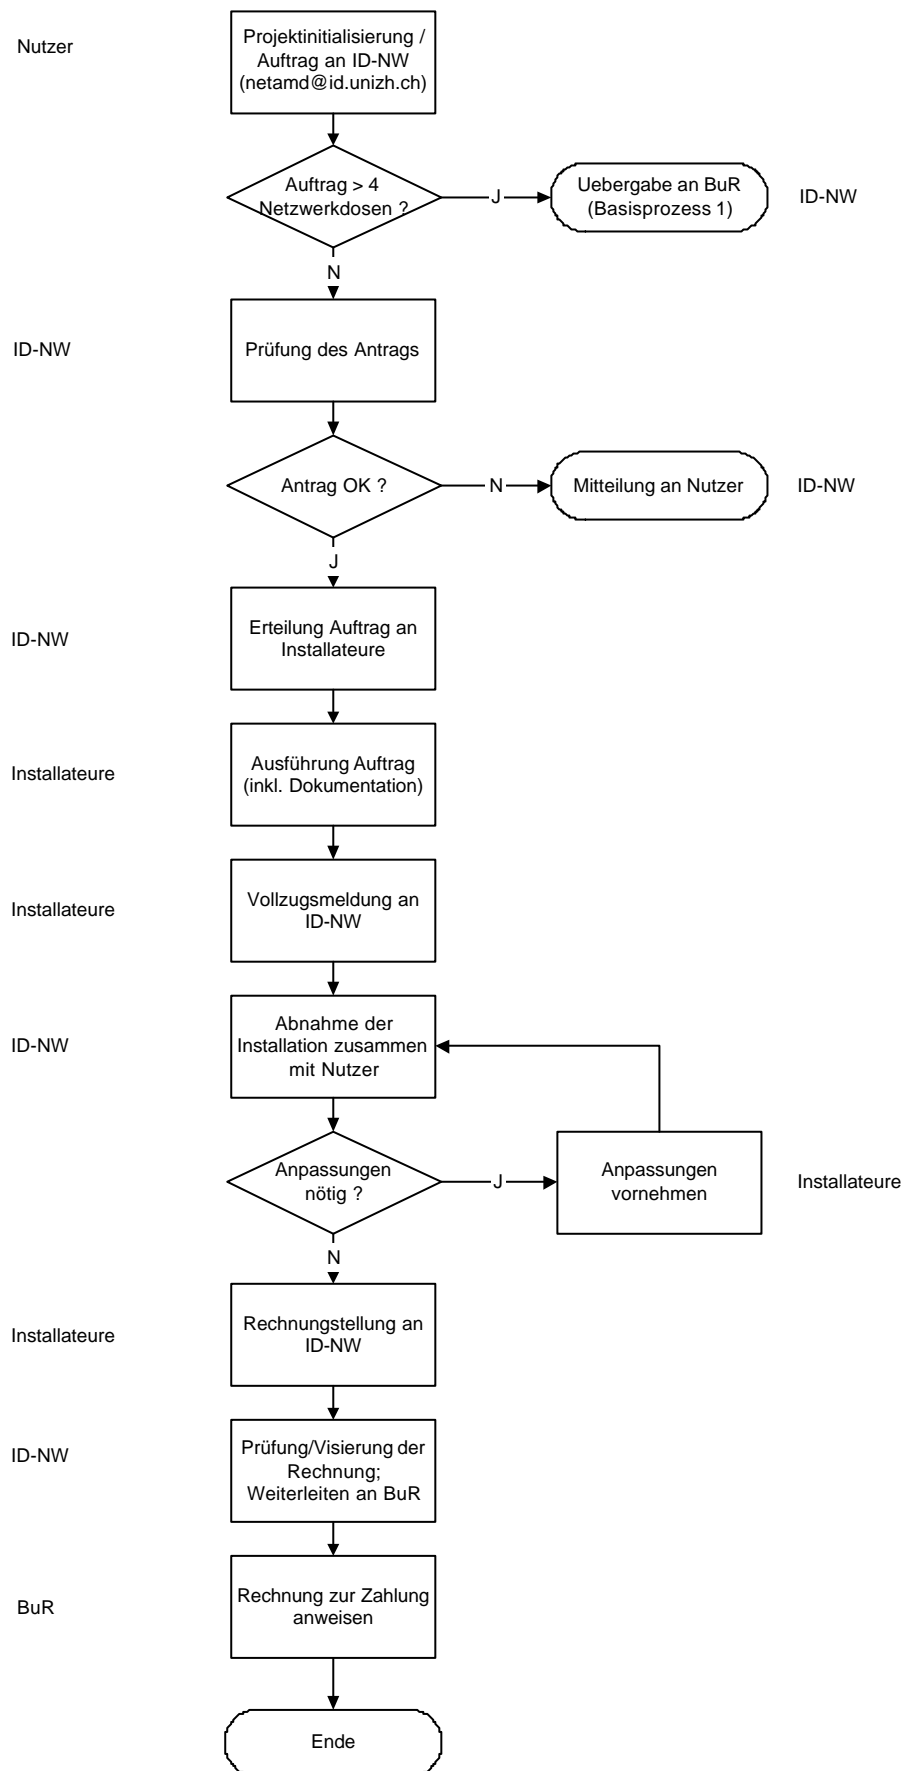 Nutzer
Projektinitialisierung /
Auftrag an ID-NW
(netamd@id.unizh.ch)
Auftrag > 4
Netzwerkdosen ?
J
Uebergabe an BuR
(Basisprozess 1)
ID-NW
N
ID-NW
Prüfung des Antrags
Antrag OK ?
N
Mitteilung an Nutzer
ID-NW
J
ID-NW
Erteilung Auftrag an
Installateure
Installateure
Ausführung Auftrag
(inkl. Dokumentation)
Installateure
Vollzugsmeldung an
ID-NW
ID-NW
Abnahme der
Installation zusammen
mit Nutzer
Anpassungen
nötig ?
J
Anpassungen
vornehmen
Installateure
N
Installateure
Rechnungstellung an
ID-NW
ID-NW
Prüfung/Visierung der
Rechnung;
Weiterleiten an BuR
BuR
Rechnung zur Zahlung
anweisen
Ende